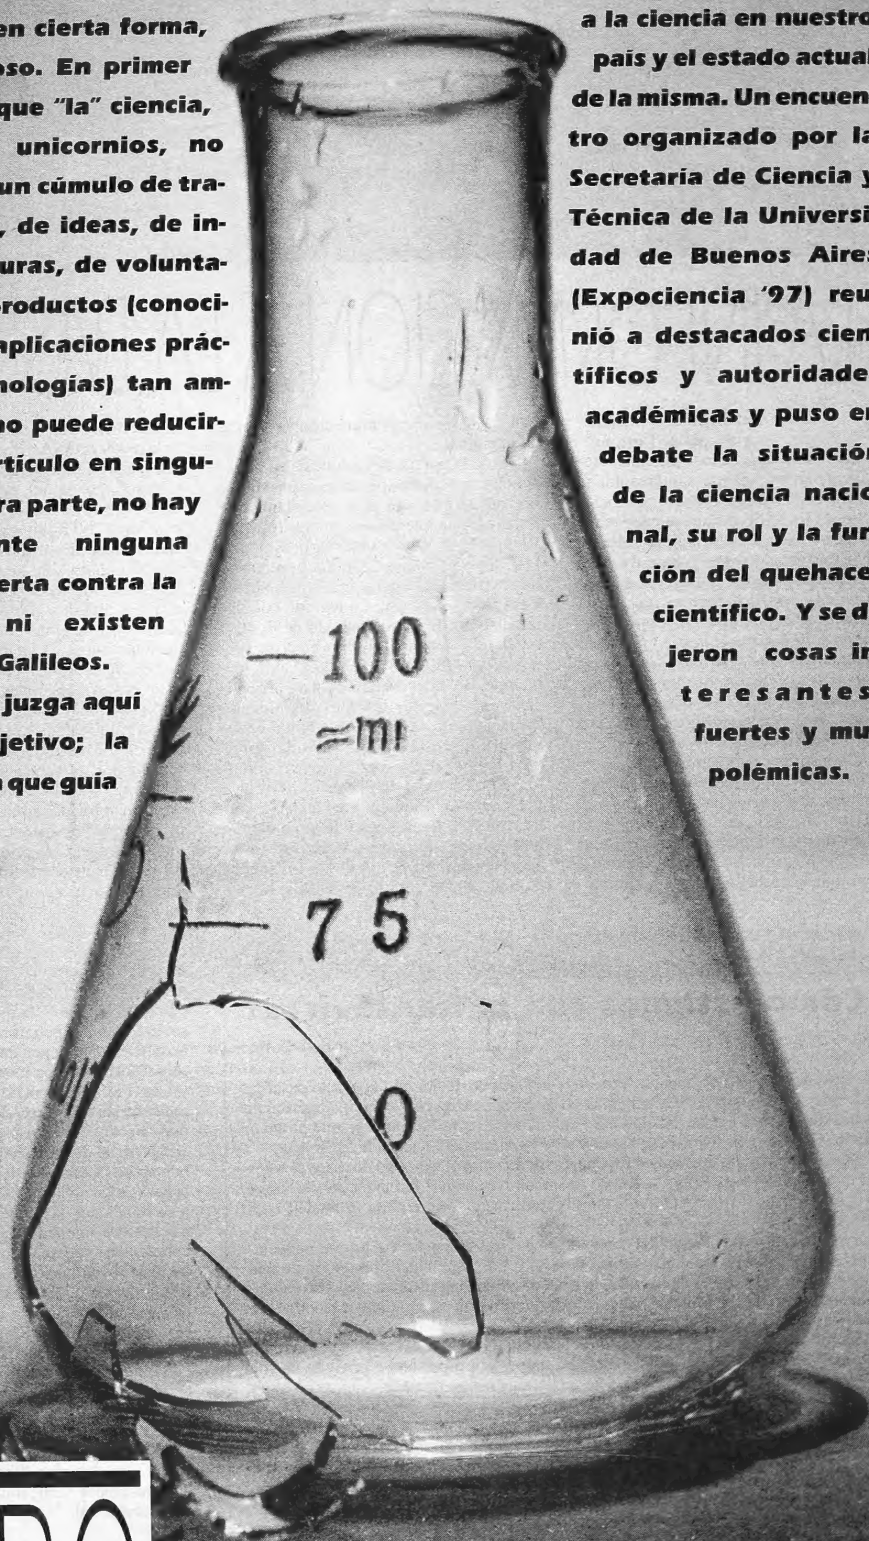 en cierta forma,
oso. En primer
que "la" ciencia,
unicornios, no
un cúmulo de tra-
, de ideas, de in-
uras, de volunta-
productos (conoci-
aplicaciones prác-
nologías) tan am-
no puede reducir-
rtículo en singu-
ra parte, no hay
nte ninguna
erta contra la
ni existen
Galileos.
juzga aquí
jetivo; la
que guía
a la ciencia en nuestro
país y el estado actual
de la misma. Un encuen
tro organizado por la
Secretaría de Ciencia y
Técnica de la Universi
dad de Buenos Aires
(Expociencia '97) reu
nió a destacados cien
tíficos y autoridade
académicas y puso en
debate la situación
de la ciencia nacio
nal, su rol y la fun
ción del quehace
científico. Y se di
jeron cosas in
teresantes
fuertes y mu
polémicas.
100
≈ml
75
0